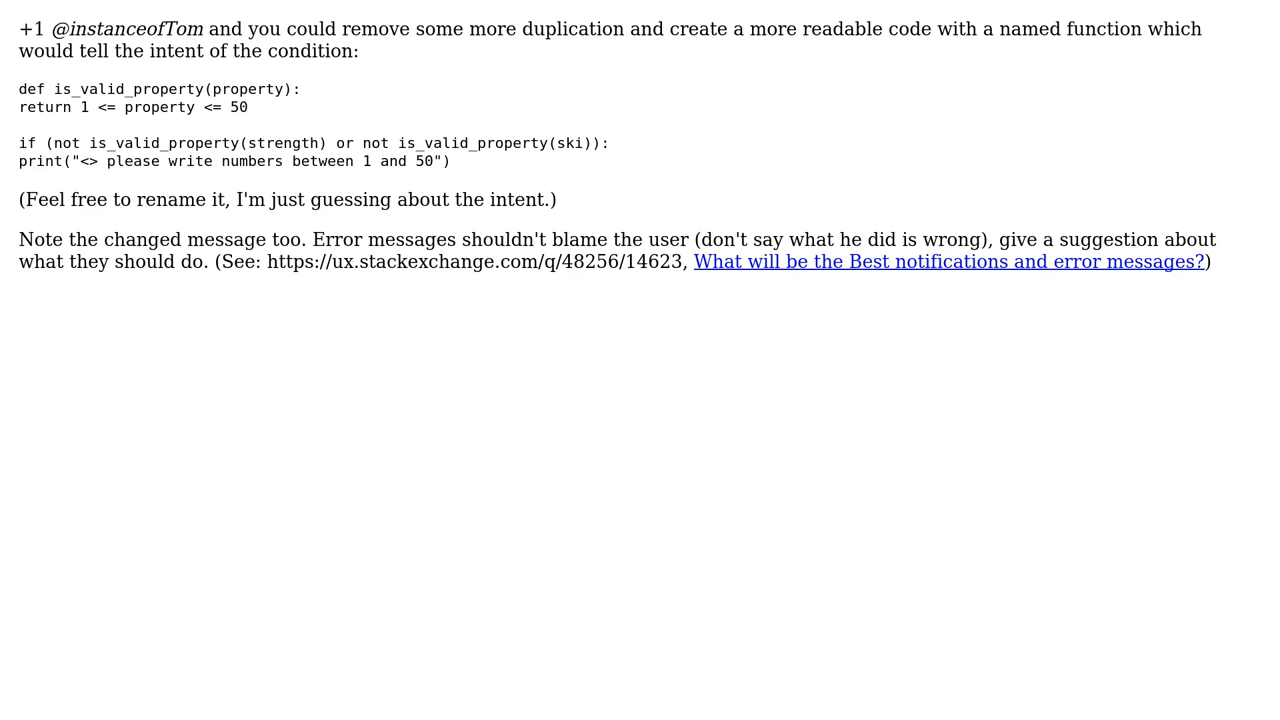 +1 @instanceofTom and you could remove some more duplication and create a more readable code with a named function which
would tell the intent of the condition:
def is_valid_property(property):
return 1 <= property <= 50
if (not is_valid_property(strength) or not is_valid_property(ski)):
print("<> please write numbers between 1 and 50")
(Feel free to rename it, I'm just guessing about the intent.)
Note the changed message too. Error messages shouldn't blame the user (don't say what he did is wrong), give a suggestion about
what they should do. (See: https://ux.stackexchange.com/q/48256/14623, What will be the Best notifications and error messages?)